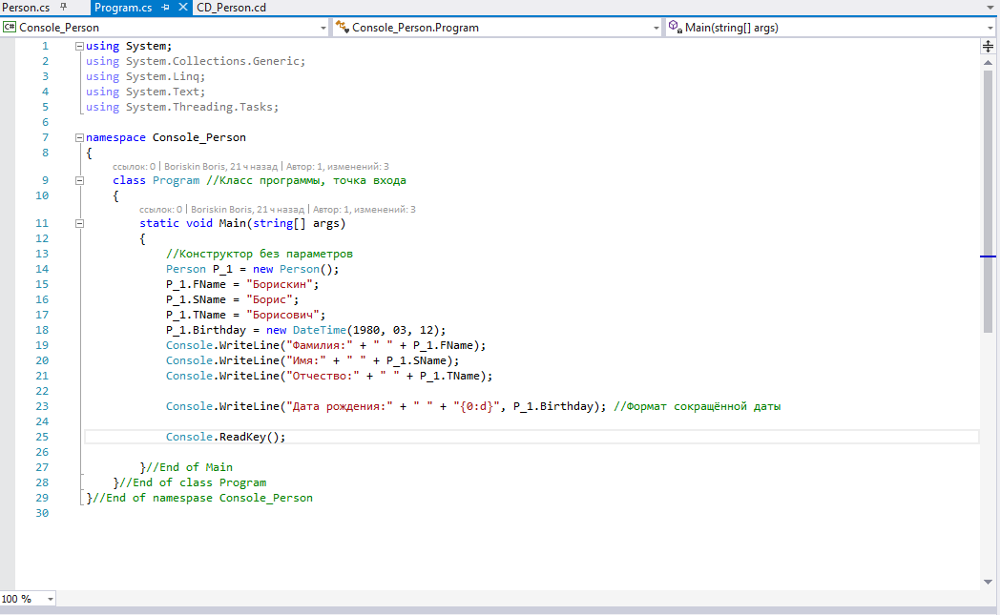 Person.cs Program.cs CD_Person.cd
Console_Person Console_Person.Program Main(string[] args)
1 using System;
2 using System.Collections.Generic;
3 using System.Linq;
4 using System.Text;
5 using System.Threading.Tasks;
6
7 namespace Console_Person
8 {
ссылок: 0 | Boriskin Boris, 21 ч назад | Автор: 1, изменений: 3
9 class Program //Класс программы, точка входа
10 {
ссылок: 0 | Boriskin Boris, 21 ч назад | Автор: 1, изменений: 3
11 static void Main(string[] args)
12 {
13 //Конструктор без параметров
14 Person P_1 = new Person();
15 P_1.FName = "Борискин";
16 P_1.SName = "Борис";
17 P_1.TName = "Борисович";
18 P_1.Birthday = new DateTime(1980, 03, 12);
19 Console.WriteLine("Фамилия:" + " " + P_1.FName);
20 Console.WriteLine("Имя:" + " " + P_1.SName);
21 Console.WriteLine("Отчество:" + " " + P_1.TName);
22
23 Console.WriteLine("Дата рождения:" + " " + "{0:d}", P_1.Birthday); //Формат сокращённой даты
24
25 Console.ReadKey();
26
27 }//End of Main
28 }//End of class Program
29 }//End of namespase Console_Person
30
100 %